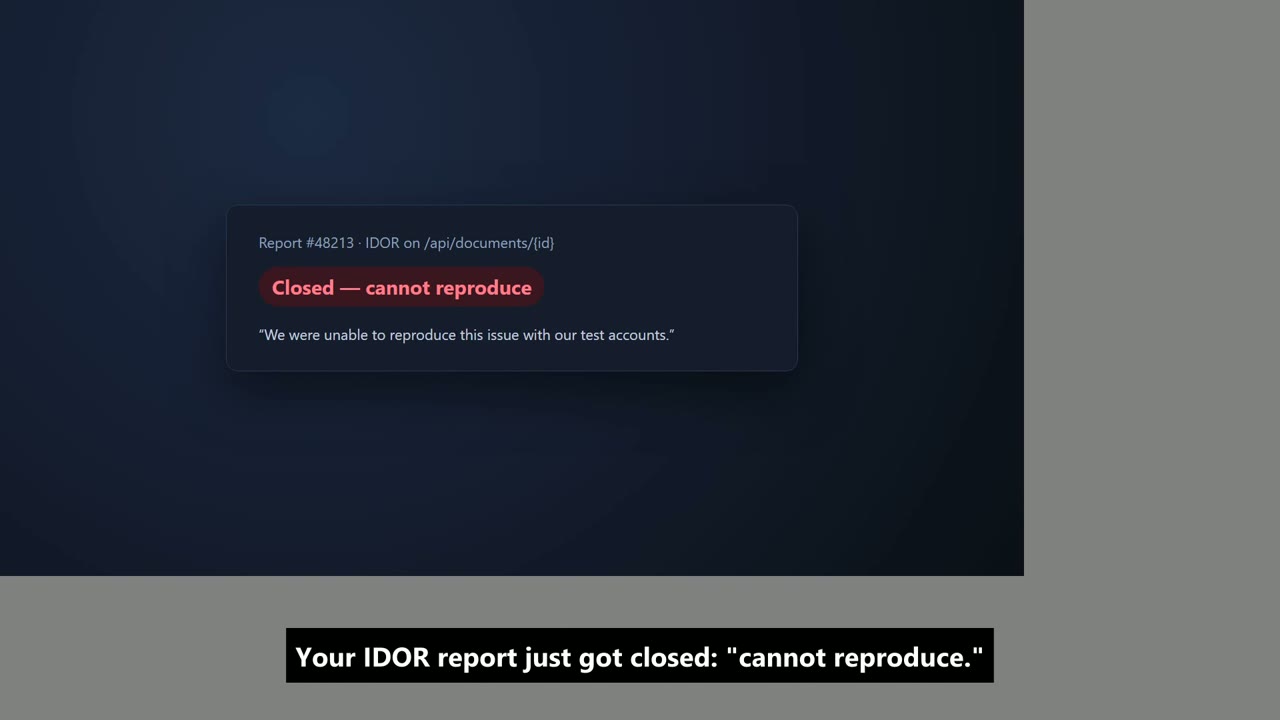 Report #48213 · IDOR on /api/documents/{id}
Closed — cannot reproduce
“We were unable to reproduce this issue with our test accounts.”
Your IDOR report just got closed: "cannot reproduce."